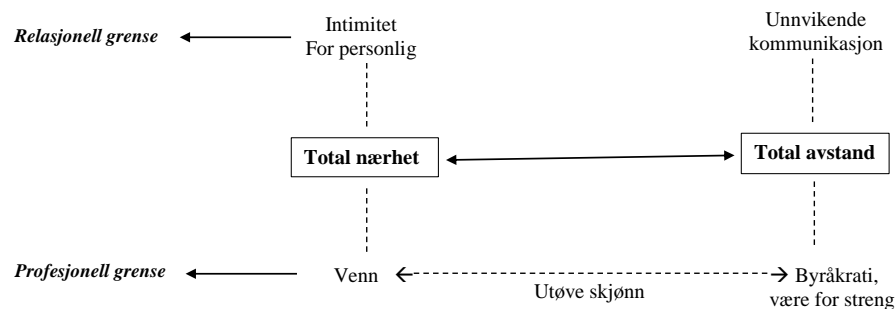 Intimitet
For personlig
Unnvikende
kommunikasjon
Relasjonell grense
Total nærhet
Total avstand
Profesjonell grense
Venn
Utøve skjønn
Byråkrati,
være for streng